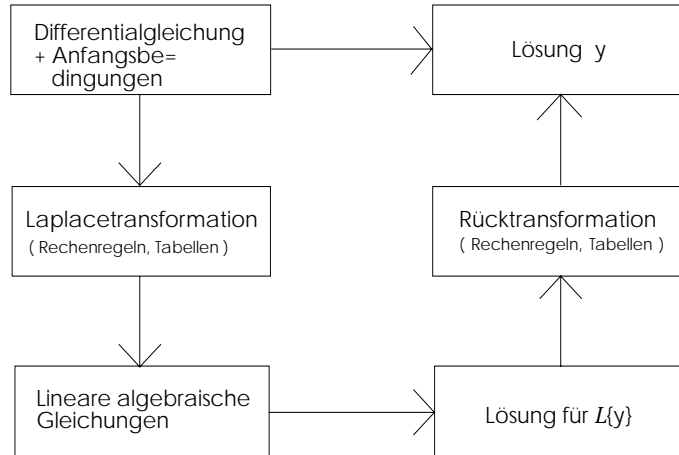 Differentialgleichung
+ Anfangsbe=
dingungen
Lösung y
Laplacetransformation
( Rechenregeln, Tabellen )
Rücktransformation
( Rechenregeln, Tabellen )
Lineare algebraische
Gleichungen
Lösung für L{y}